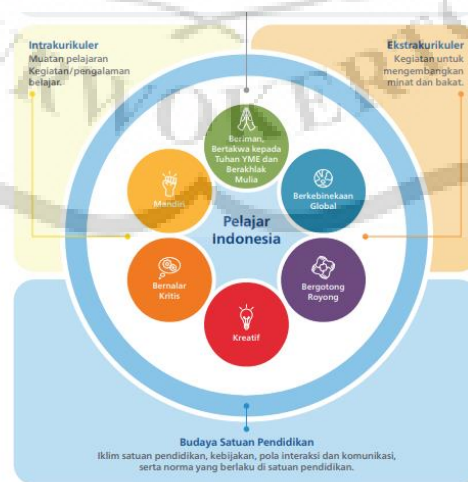 Intrakurikuler
Muatan pelajaran
Kegiatan/pengalaman
belajar.
Ekstrakurikuler
Kegiatan untuk
mengembangkan
minat dan bakat.
Beriman,
Bertakwa kepada
Tuhan YME dan
Berakhlak
Mulia
Mandiri
Berkebinekaan
Global
Pelajar
Indonesia
Bernalar
Kritis
Bergotong
Royong
Kreatif
Budaya Satuan Pendidikan
Iklim satuan pendidikan, kebijakan, pola interaksi dan komunikasi,
serta norma yang berlaku di satuan pendidikan.